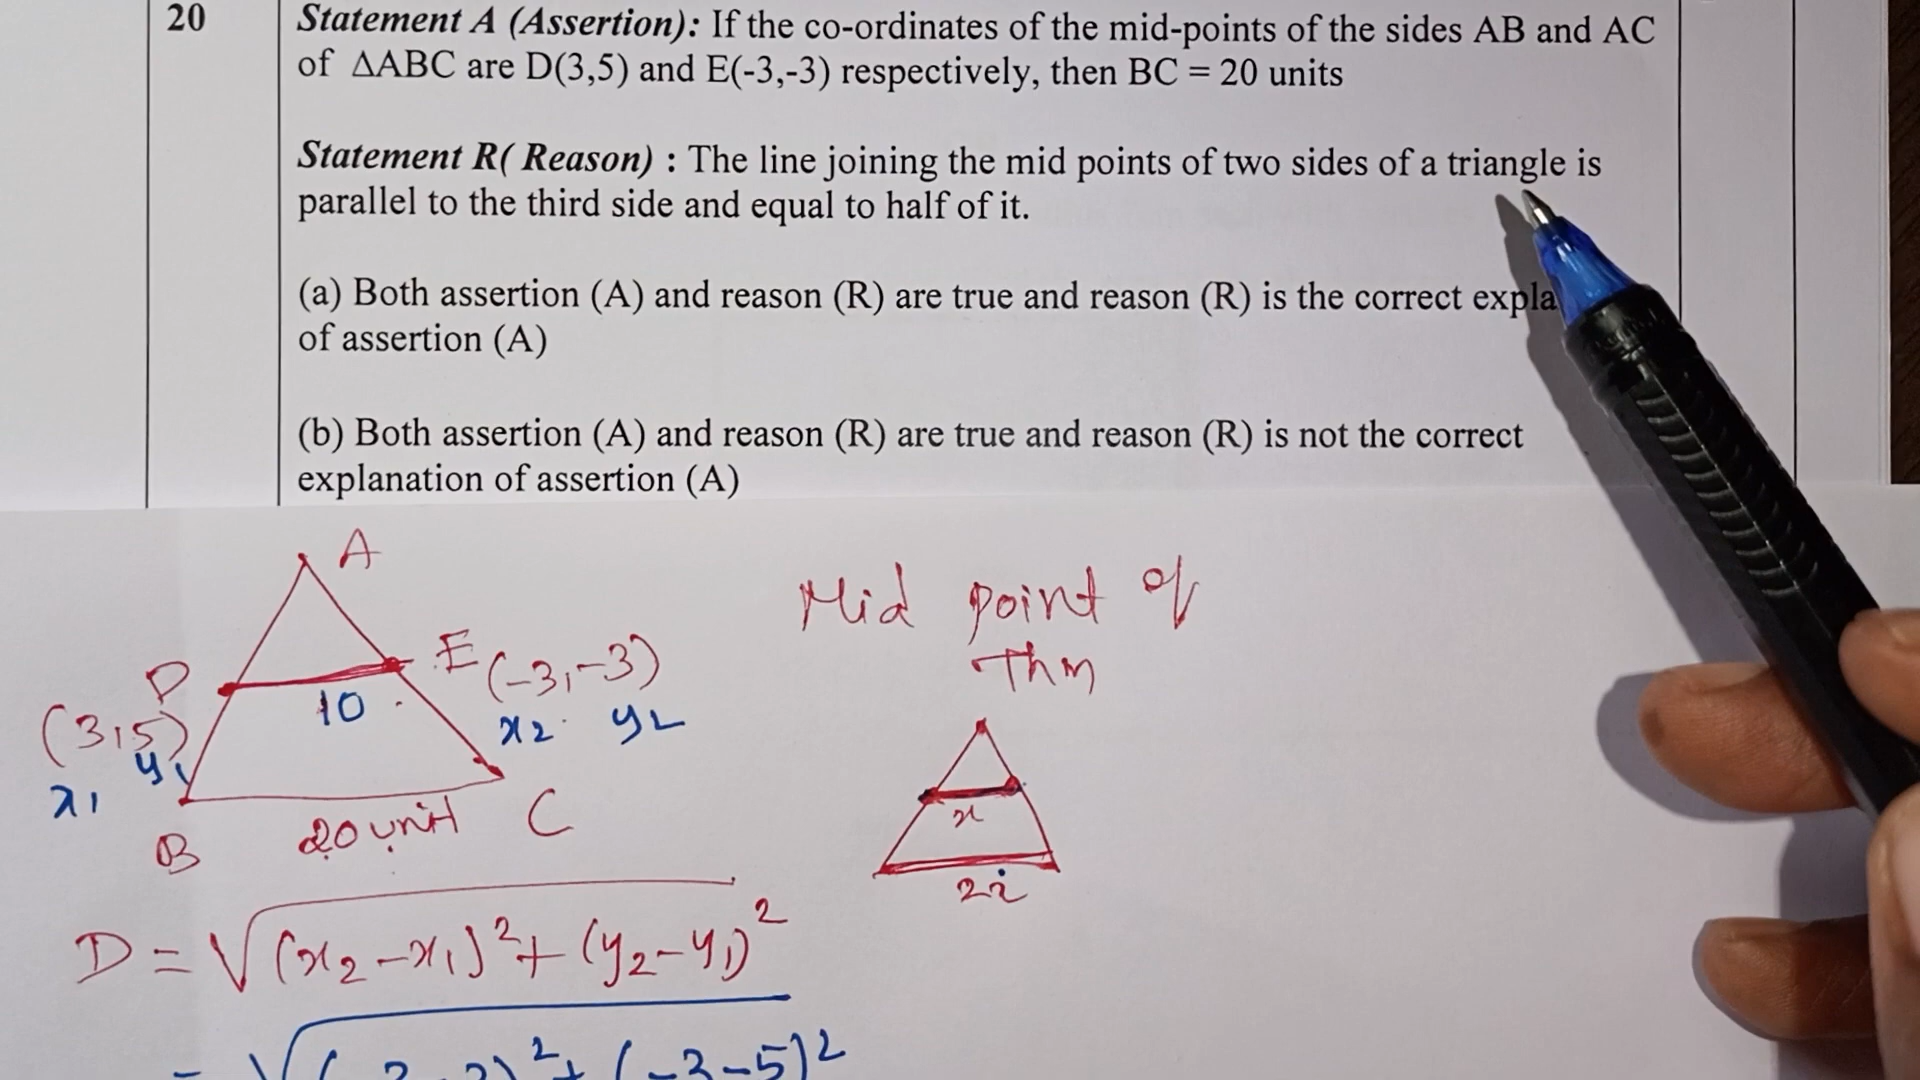 20
Statement A (Assertion): If the co-ordinates of the mid-points of the sides AB and AC
of ΔABC are D(3,5) and E(-3,-3) respectively, then BC = 20 units
Statement R( Reason) : The line joining the mid points of two sides of a triangle is
parallel to the third side and equal to half of it.
(a) Both assertion (A) and reason (R) are true and reason (R) is the correct expla
of assertion (A)
(b) Both assertion (A) and reason (R) are true and reason (R) is not the correct
explanation of assertion (A)
A
D
(3,5)
x1 y1
10
E (-3,-3)
x2 y2
B 20 unit C
Mid point of
Thm
x
D = √(x2-x1)²+(y2-y1)²